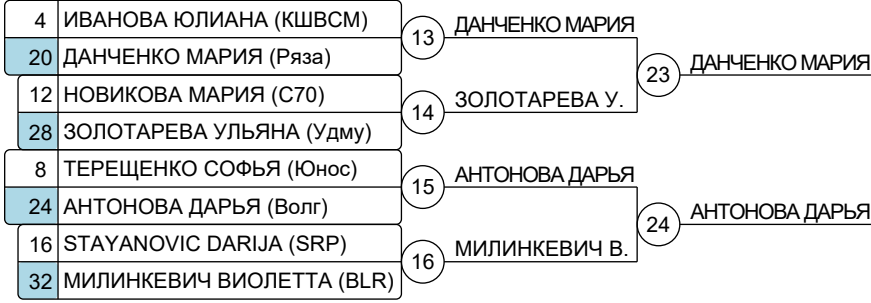 4 ИВАНОВА ЮЛИАНА (КШВСМ)
13 ДАНЧЕНКО МАРИЯ
20 ДАНЧЕНКО МАРИЯ (Ряза)
23 ДАНЧЕНКО МАРИЯ
12 НОВИКОВА МАРИЯ (С70)
14 ЗОЛОТАРЕВА У.
28 ЗОЛОТАРЕВА УЛЬЯНА (Удму)
8 ТЕРЕЩЕНКО СОФЬЯ (Юнос)
15 АНТОНОВА ДАРЬЯ
24 АНТОНОВА ДАРЬЯ (Волг)
24 АНТОНОВА ДАРЬЯ
16 STAYANOVIC DARIJA (SRP)
16 МИЛИНКЕВИЧ В.
32 МИЛИНКЕВИЧ ВИОЛЕТТА (BLR)